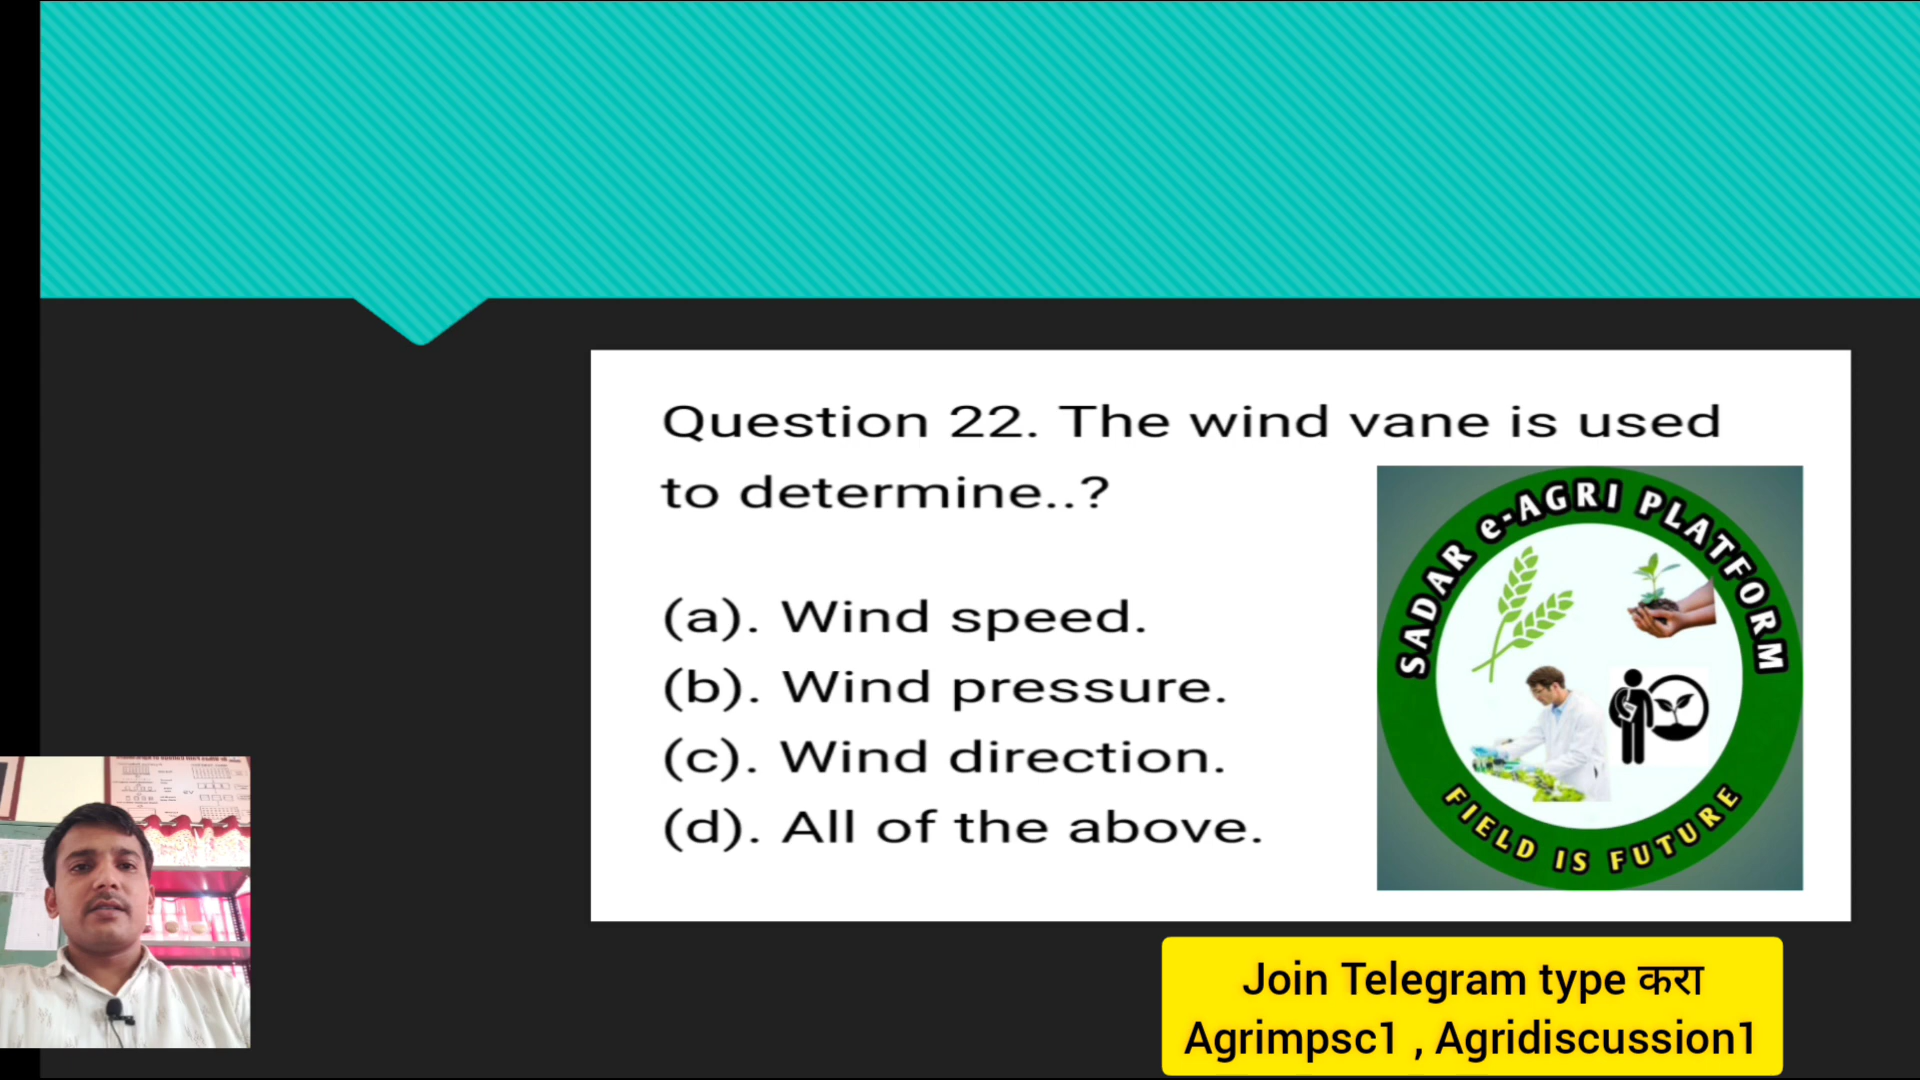 Question 22. The wind vane is used
to determine..?
(a). Wind speed.
(b). Wind pressure.
(c). Wind direction.
(d). All of the above.
SADAR e-AGRI PLATFORM
FIELD IS FUTURE
Join Telegram type करा
Agrimpsc1 , Agridiscussion1